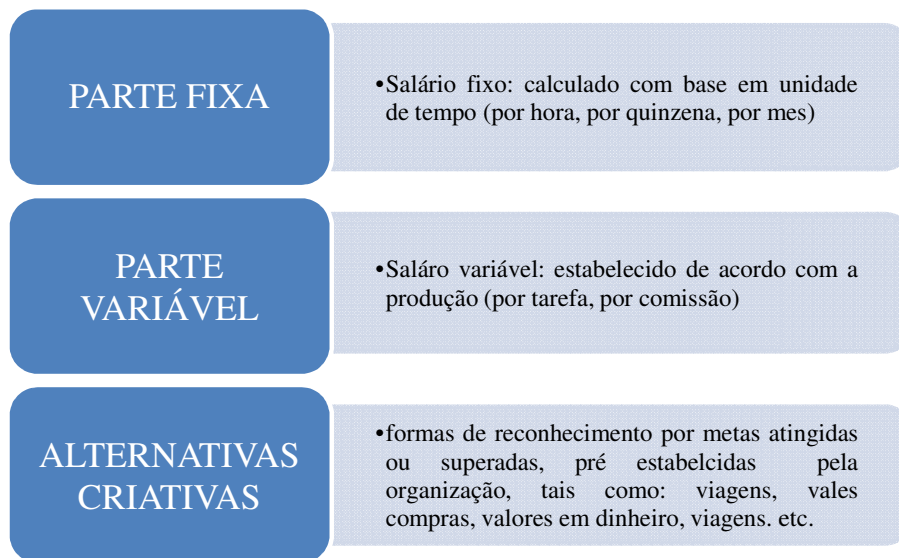 PARTE FIXA
•Salário fixo: calculado com base em unidade
de tempo (por hora, por quinzena, por mes)
PARTE
VARIÁVEL
•Saláro variável: estabelecido de acordo com a
produção (por tarefa, por comissão)
ALTERNATIVAS
CRIATIVAS
•formas de reconhecimento por metas atingidas
ou superadas, pré estabelcidas pela
organização, tais como: viagens, vales
compras, valores em dinheiro, viagens. etc.